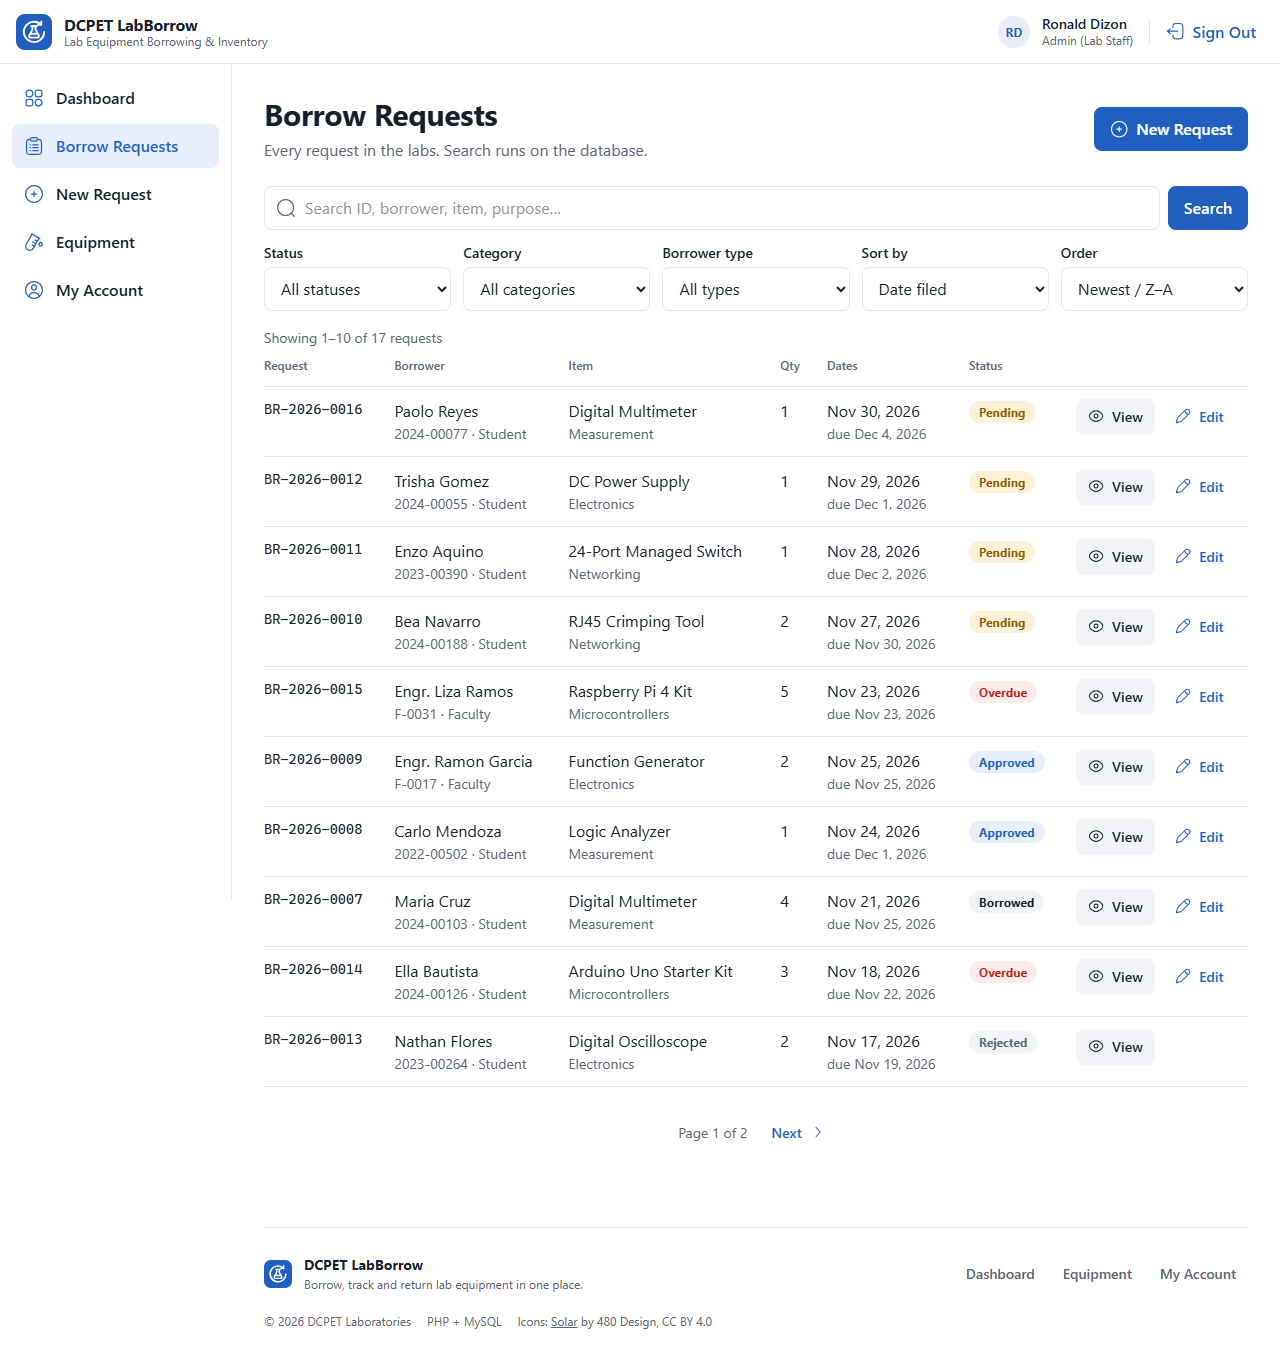 DCPET LabBorrow
Lab Equipment Borrowing & Inventory
RD
Ronald Dizon
Admin (Lab Staff)
Sign Out
Dashboard
Borrow Requests
New Request
Equipment
My Account
Borrow Requests
Every request in the labs. Search runs on the database.
New Request
Search ID, borrower, item, purpose...
Search
Status Category Borrower type Sort by Order
All statuses All categories All types Date filed Newest / Z–A
Showing 1–10 of 17 requests
Request Borrower Item Qty Dates Status
BR-2026-0016 Paolo Reyes Digital Multimeter 1 Nov 30, 2026 Pending View Edit
2024-00077 · Student Measurement due Dec 4, 2026
BR-2026-0012 Trisha Gomez DC Power Supply 1 Nov 29, 2026 Pending View Edit
2024-00055 · Student Electronics due Dec 1, 2026
BR-2026-0011 Enzo Aquino 24-Port Managed Switch 1 Nov 28, 2026 Pending View Edit
2023-00390 · Student Networking due Dec 2, 2026
BR-2026-0010 Bea Navarro RJ45 Crimping Tool 2 Nov 27, 2026 Pending View Edit
2024-00188 · Student Networking due Nov 30, 2026
BR-2026-0015 Engr. Liza Ramos Raspberry Pi 4 Kit 5 Nov 23, 2026 Overdue View Edit
F-0031 · Faculty Microcontrollers due Nov 23, 2026
BR-2026-0009 Engr. Ramon Garcia Function Generator 2 Nov 25, 2026 Approved View Edit
F-0017 · Faculty Electronics due Nov 25, 2026
BR-2026-0008 Carlo Mendoza Logic Analyzer 1 Nov 24, 2026 Approved View Edit
2022-00502 · Student Measurement due Dec 1, 2026
BR-2026-0007 Maria Cruz Digital Multimeter 4 Nov 21, 2026 Borrowed View Edit
2024-00103 · Student Measurement due Nov 25, 2026
BR-2026-0014 Ella Bautista Arduino Uno Starter Kit 3 Nov 18, 2026 Overdue View Edit
2024-00126 · Student Microcontrollers due Nov 22, 2026
BR-2026-0013 Nathan Flores Digital Oscilloscope 2 Nov 17, 2026 Rejected View
2023-00264 · Student Electronics due Nov 19, 2026
Page 1 of 2 Next
DCPET LabBorrow
Borrow, track and return lab equipment in one place.
Dashboard Equipment My Account
© 2026 DCPET Laboratories PHP + MySQL Icons: Solar by 480 Design, CC BY 4.0